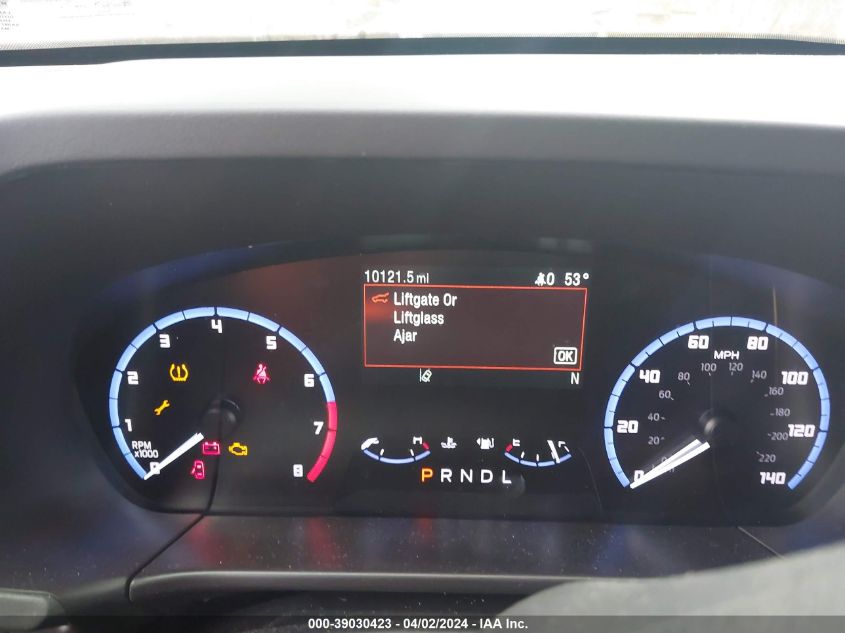 10121.5 mi 0 53°
Liftgate Or
Liftglass
Ajar
OK
N
1 2 3 4 5 6 7 8
RPM
x1000
0
P R N D L
0 20 40 60 80 100 120 140
MPH
20 40 60 80 100 120 140 160 180 200 220
000-39030423 - 04/02/2024 - IAA Inc.